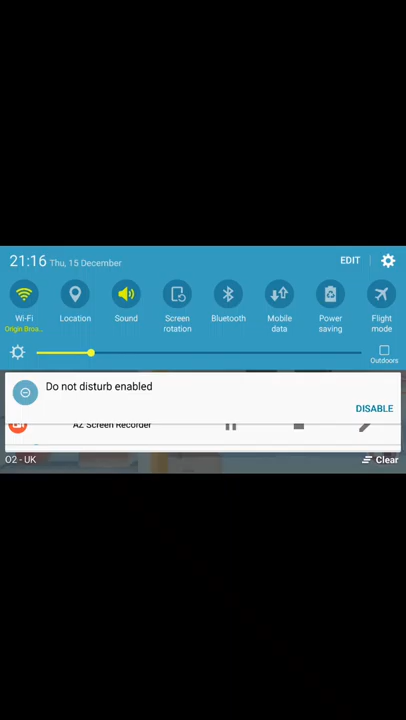 21:16 Thu, 15 December EDIT
Wi-Fi Location Sound Screen rotation Bluetooth Mobile data Power saving Flight mode
Origin Broa...
Outdoors
Do not disturb enabled
DISABLE
AZ Screen Recorder
O2 - UK Clear